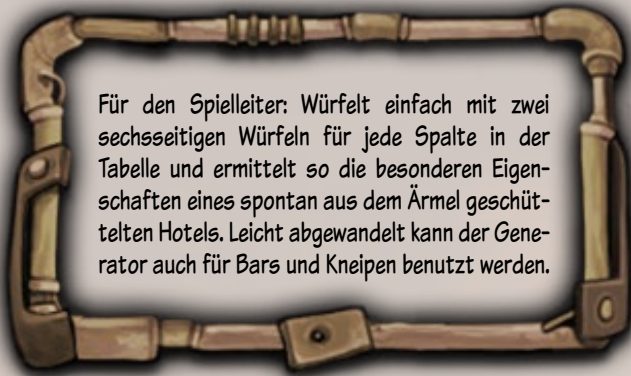 Für den Spielleiter: Würfelt einfach mit zwei
sechsseitigen Würfeln für jede Spalte in der
Tabelle und ermittelt so die besonderen Eigen-
schaften eines spontan aus dem Ärmel geschüt-
telten Hotels. Leicht abgewandelt kann der Gene-
rator auch für Bars und Kneipen benutzt werden.